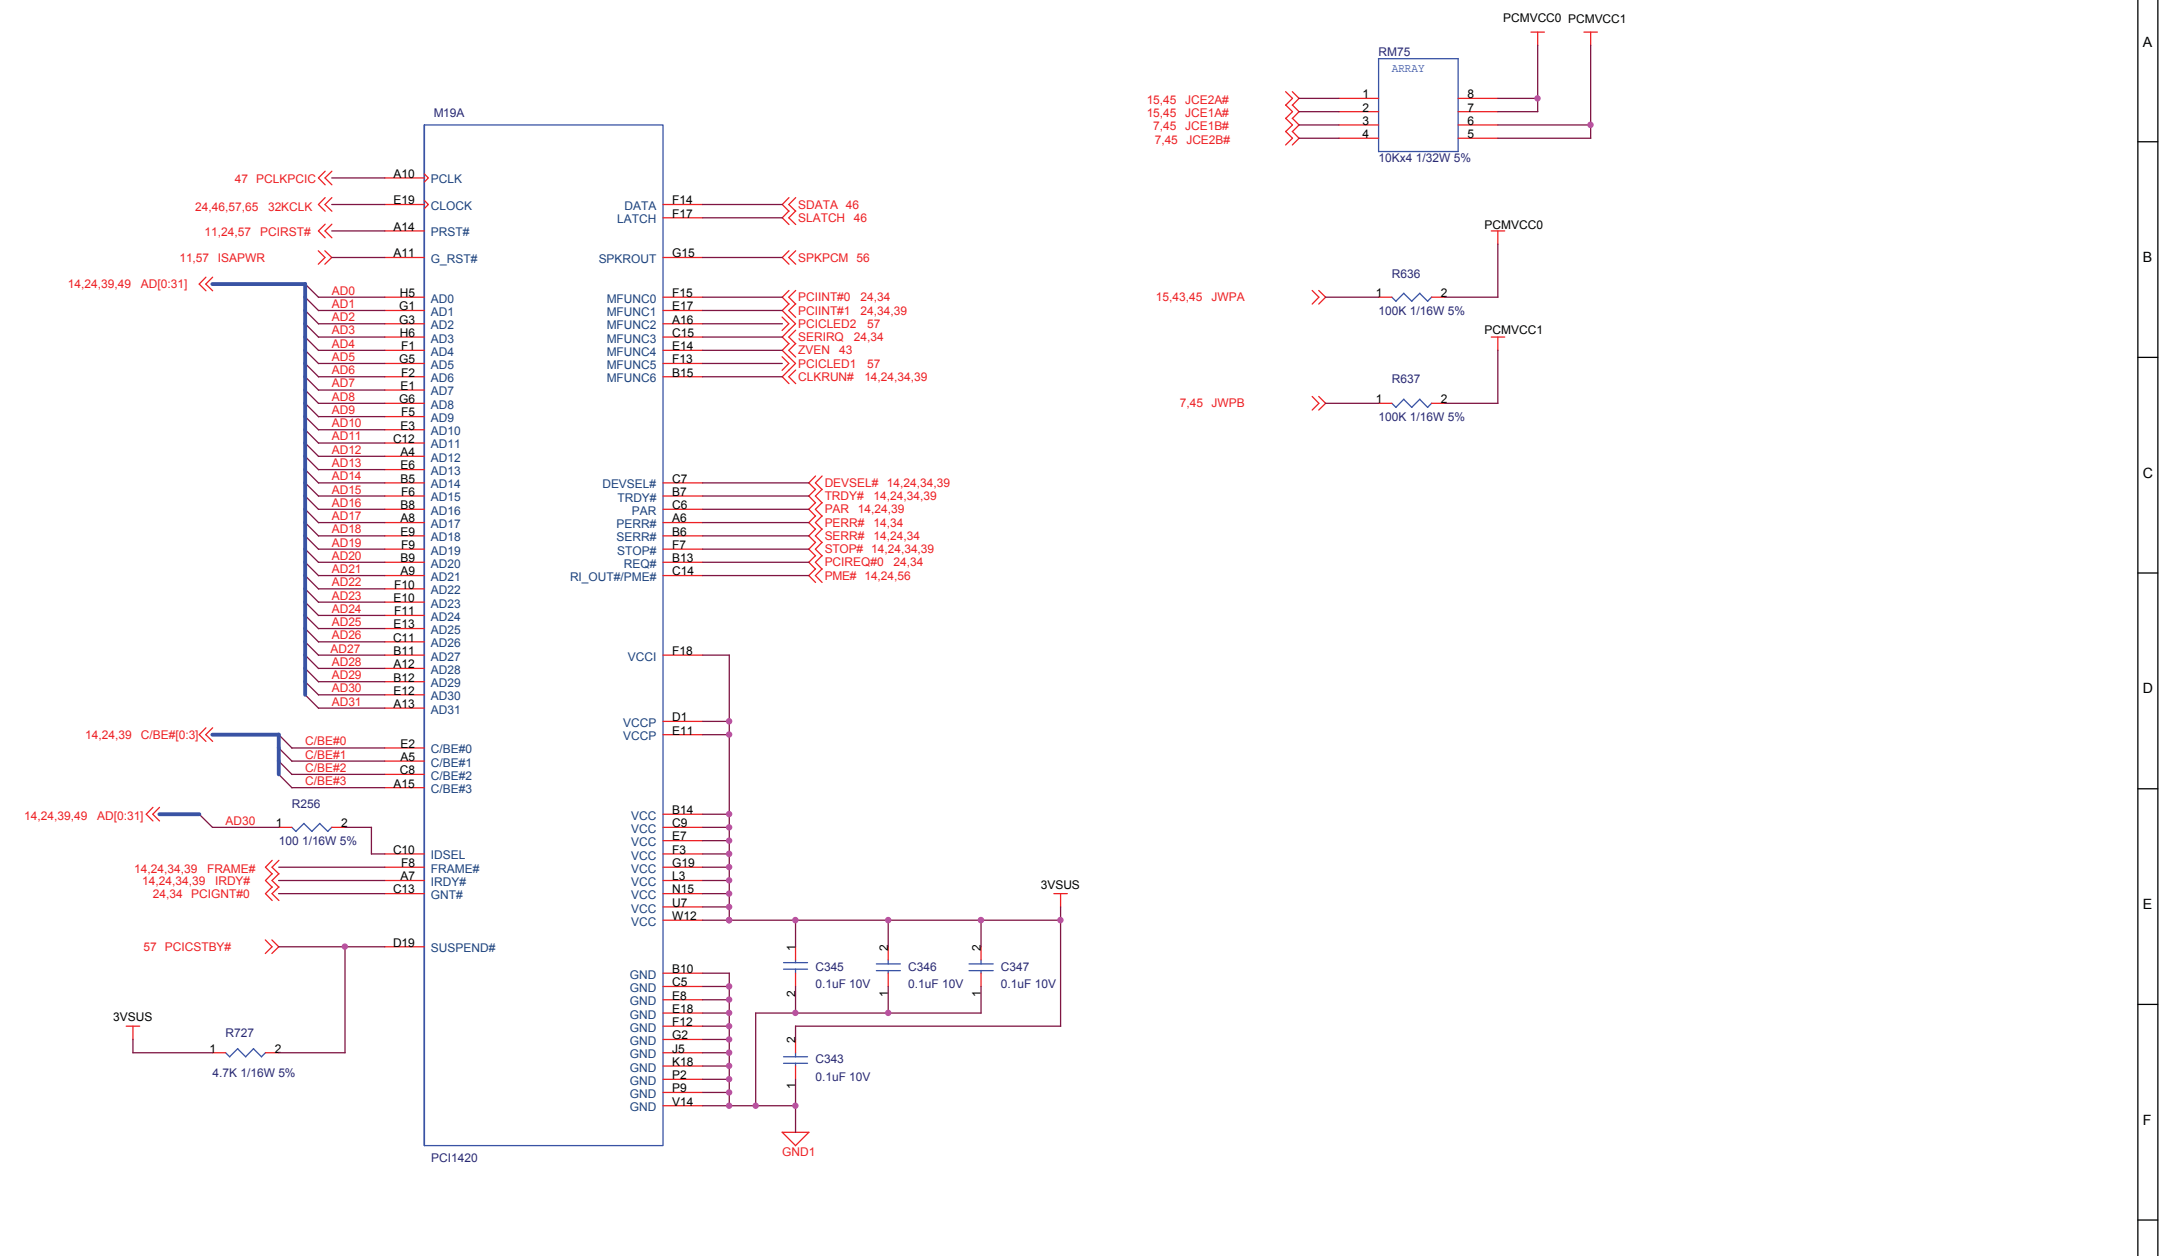 PCMVCC0 PCMVCC1
A
RM75
ARRAY
15,45 JCE2A# 1 8
15,45 JCE1A# 2 7
7,45 JCE1B# 3 6
7,45 JCE2B# 4 5
10Kx4 1/32W 5%
M19A
47 PCLKPCIC A10 PCLK
24,46,57,65 32KCLK E19 CLOCK
11,24,57 PCIRST# A14 PRST#
11,57 ISAPWR A11 G_RST#
DATA F14 SDATA 46
LATCH F17 SLATCH 46
SPKROUT G15 SPKPCM 56
MFUNC0 F15 PCIINT#0 24,34
MFUNC1 E17 PCIINT#1 24,34,39
MFUNC2 A16 PCICLED2 57
MFUNC3 C15 SERIRQ 24,34
MFUNC4 E14 ZVEN 43
MFUNC5 F13 PCICLED1 57
MFUNC6 B15 CLKRUN# 14,24,34,39
PCMVCC0
B
R636
15,43,45 JWPA 1 2
100K 1/16W 5%
PCMVCC1
R637
7,45 JWPB 1 2
100K 1/16W 5%
14,24,39,49 AD[0:31]
AD0 H5 AD0
AD1 G1 AD1
AD2 G3 AD2
AD3 H6 AD3
AD4 F1 AD4
AD5 G5 AD5
AD6 F2 AD6
AD7 E1 AD7
AD8 G6 AD8
AD9 F5 AD9
AD10 E3 AD10
AD11 C12 AD11
AD12 A4 AD12
AD13 E6 AD13
AD14 B5 AD14
AD15 F6 AD15
AD16 B8 AD16
AD17 A8 AD17
AD18 E9 AD18
AD19 F9 AD19
AD20 B9 AD20
AD21 A9 AD21
AD22 F10 AD22
AD23 E10 AD23
AD24 F11 AD24
AD25 E13 AD25
AD26 C11 AD26
AD27 B11 AD27
AD28 A12 AD28
AD29 B12 AD29
AD30 E12 AD30
AD31 A13 AD31
C
DEVSEL# C7 DEVSEL# 14,24,34,39
TRDY# B7 TRDY# 14,24,34,39
PAR C6 PAR 14,24,39
PERR# A6 PERR# 14,34
SERR# B6 SERR# 14,24,34
STOP# F7 STOP# 14,24,34,39
REQ# B13 PCIREQ#0 24,34
RI_OUT#/PME# C14 PME# 14,24,56
VCCI F18
D
VCCP D1
VCCP E11
14,24,39 C/BE#[0:3]
C/BE#0 E2 C/BE#0
C/BE#1 A5 C/BE#1
C/BE#2 C8 C/BE#2
C/BE#3 A15 C/BE#3
R256
14,24,39,49 AD[0:31] AD30 1 2
100 1/16W 5%
C10 IDSEL
14,24,34,39 FRAME# F8 FRAME#
14,24,34,39 IRDY# A7 IRDY#
24,34 PCIGNT#0 C13 GNT#
57 PCICSTBY# D19 SUSPEND#
VCC B14
VCC C9
VCC E7
VCC F3
VCC G19
VCC L3
VCC N15
VCC U7
VCC W12
3VSUS
E
1 2 2
C345 C346 C347
0.1uF 10V 0.1uF 10V 0.1uF 10V
2 1 1
GND B10
GND C5
GND E8
GND E18
GND F12
GND G2
GND J5
GND K18
GND P2
GND P9
GND V14
3VSUS
R727
1 2
4.7K 1/16W 5%
2
C343
0.1uF 10V
1
F
GND1
PCI1420